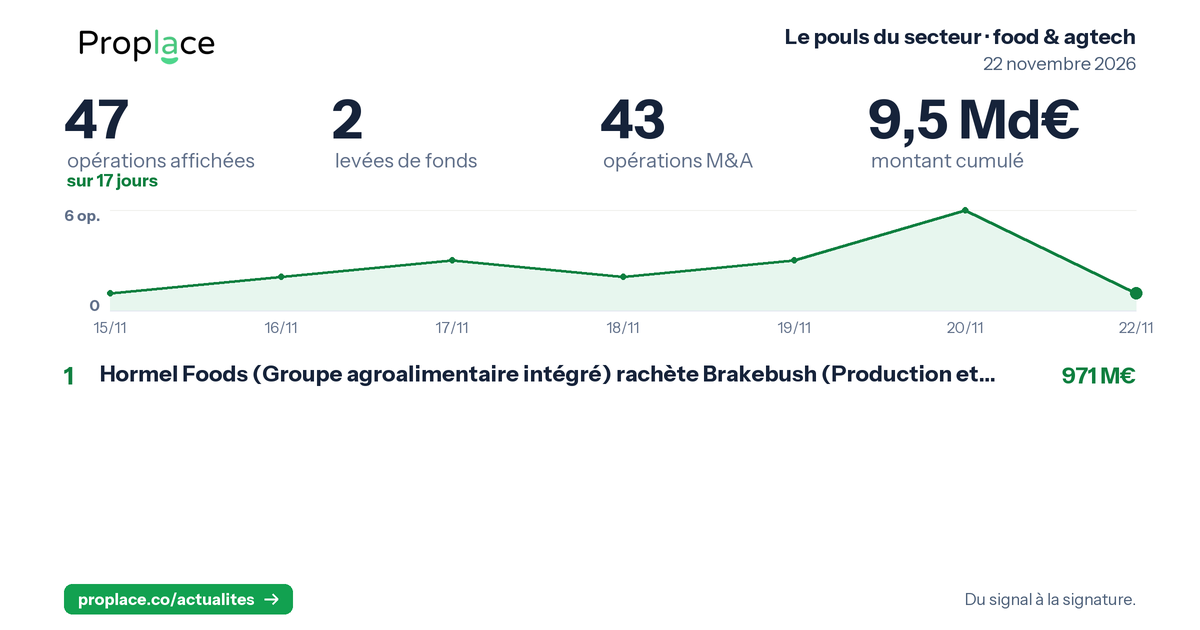 Proplace
Le pouls du secteur · food & agtech
22 novembre 2026
47
opérations affichées
sur 17 jours
2
levées de fonds
43
opérations M&A
9,5 Md€
montant cumulé
6 op.
0
15/11
16/11
17/11
18/11
19/11
20/11
22/11
1 Hormel Foods (Groupe agroalimentaire intégré) rachète Brakebush (Production et... 971 M€
proplace.co/actualites →
Du signal à la signature.